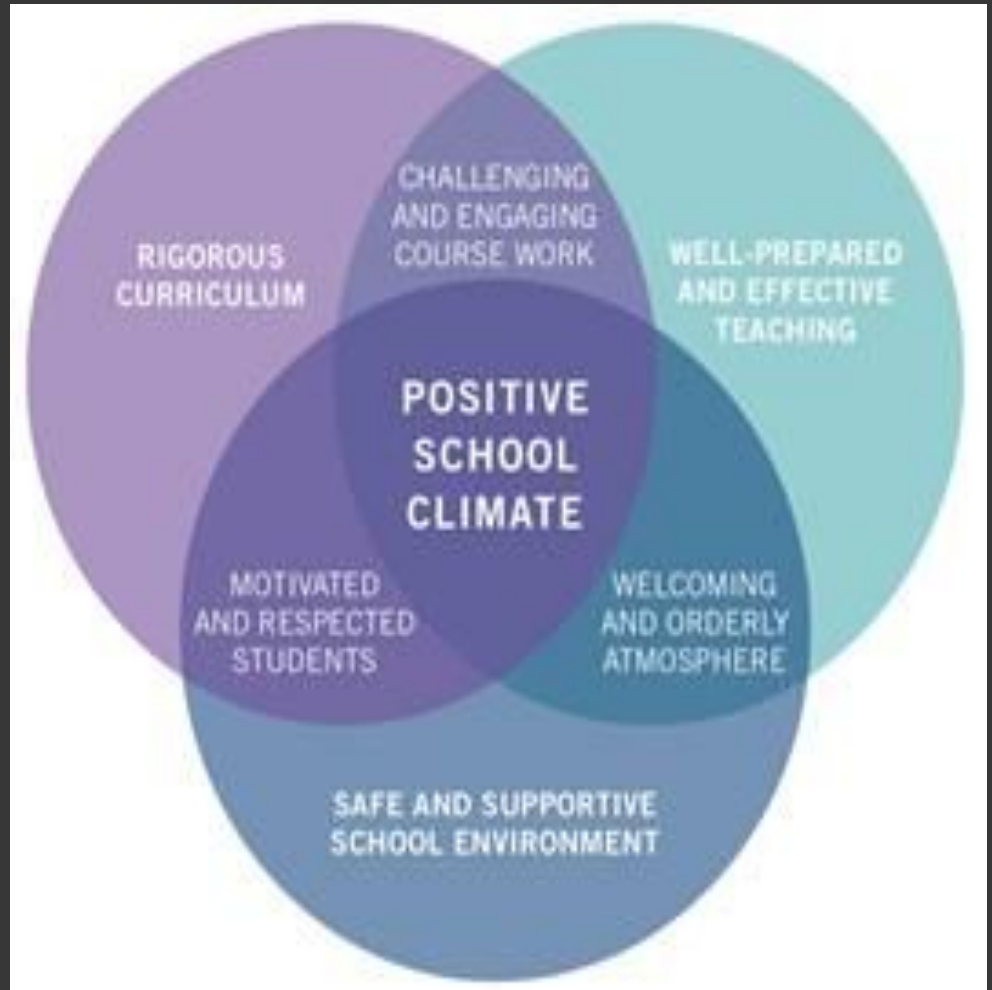 CHALLENGING
AND ENGAGING
COURSE WORK
RIGOROUS
CURRICULUM
WELL-PREPARED
AND EFFECTIVE
TEACHING
POSITIVE
SCHOOL
CLIMATE
MOTIVATED
AND RESPECTED
STUDENTS
WELCOMING
AND ORDERLY
ATMOSPHERE
SAFE AND SUPPORTIVE
SCHOOL ENVIRONMENT